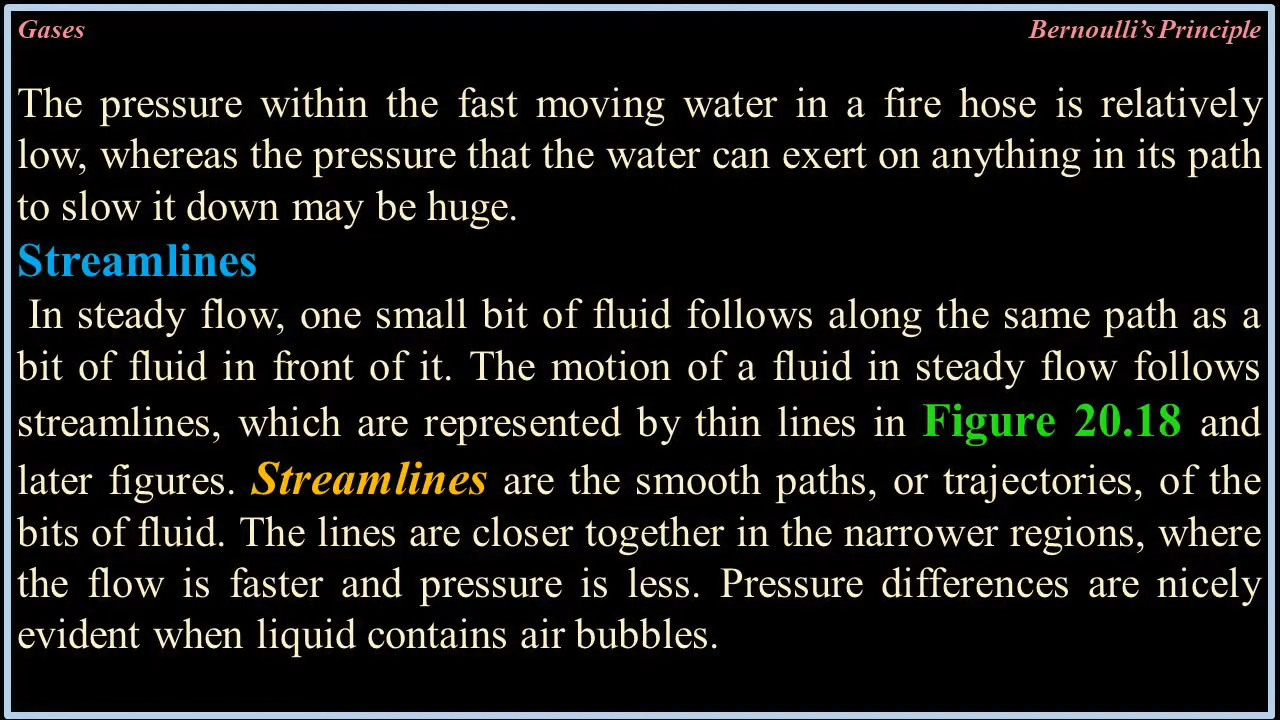 Gases
Bernoulli’s Principle
The pressure within the fast moving water in a fire hose is relatively
low, whereas the pressure that the water can exert on anything in its path
to slow it down may be huge.
Streamlines
In steady flow, one small bit of fluid follows along the same path as a
bit of fluid in front of it. The motion of a fluid in steady flow follows
streamlines, which are represented by thin lines in Figure 20.18 and
later figures. Streamlines are the smooth paths, or trajectories, of the
bits of fluid. The lines are closer together in the narrower regions, where
the flow is faster and pressure is less. Pressure differences are nicely
evident when liquid contains air bubbles.